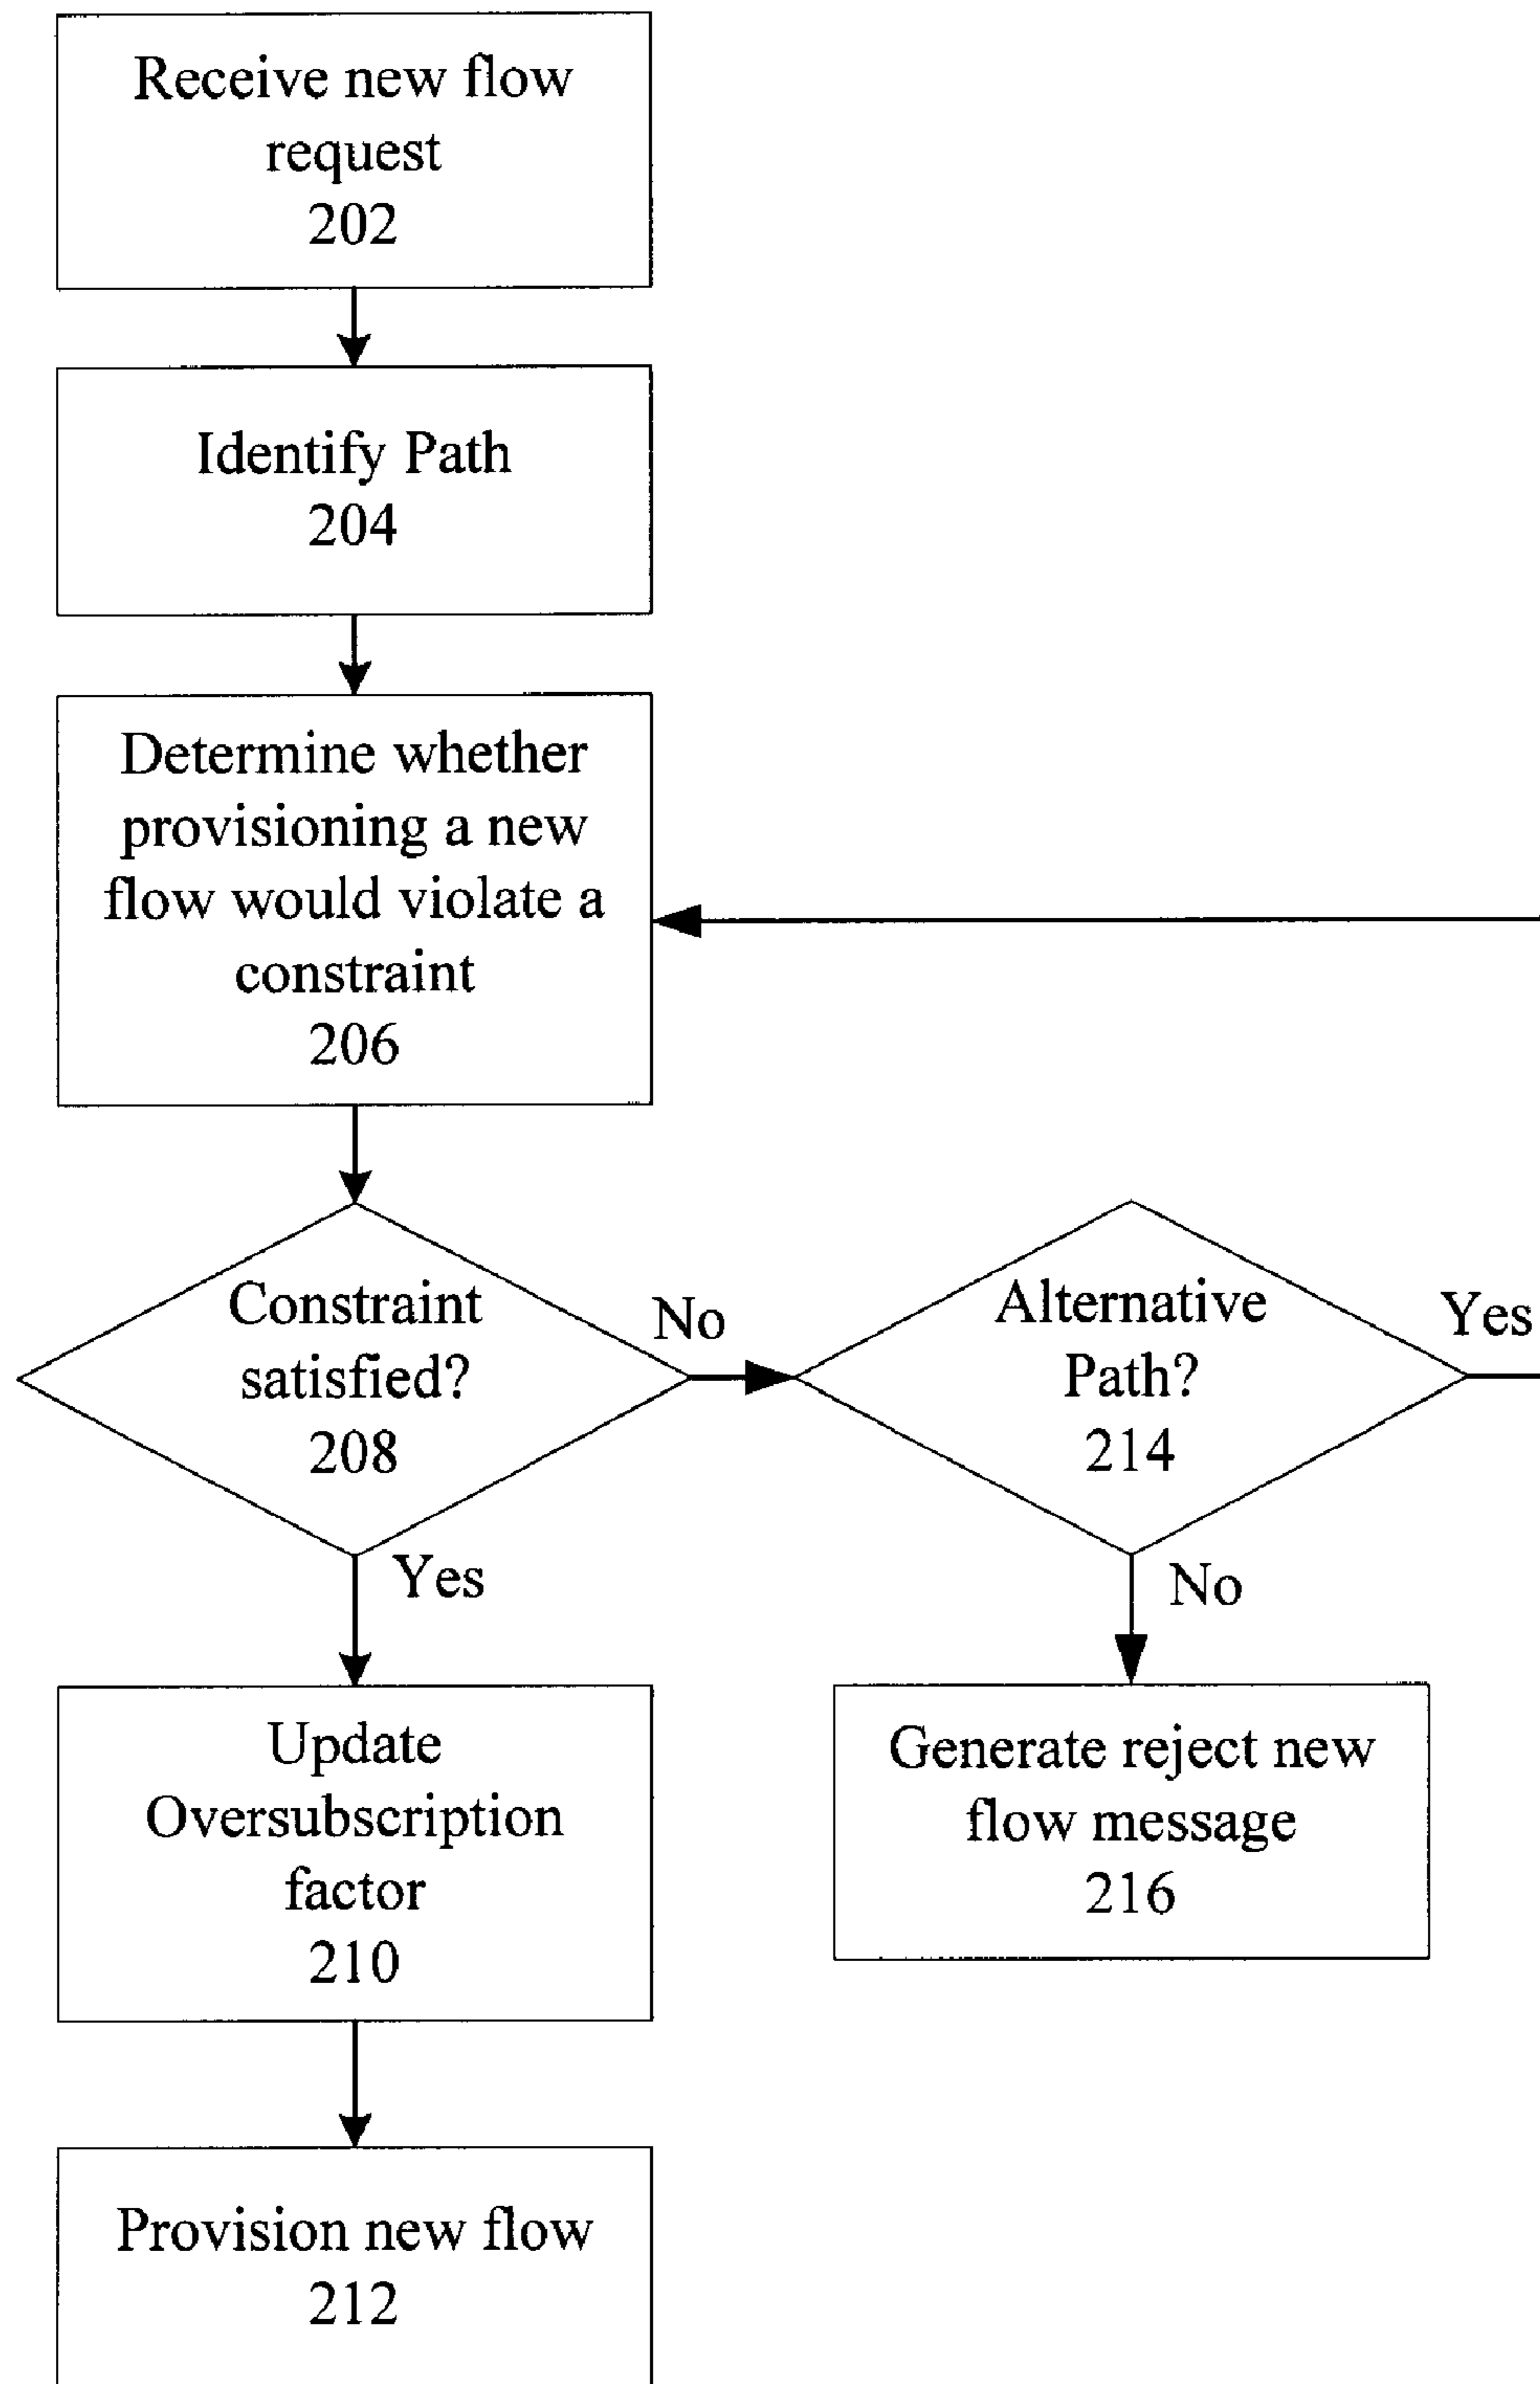 Receive new flow
request
202
Identify Path
204
Determine whether
provisioning a new
flow would violate a
constraint
206
Constraint
satisfied?
208
No
Alternative
Path?
214
Yes
Yes
No
Update
Oversubscription
factor
210
Generate reject new
flow message
216
Provision new flow
212